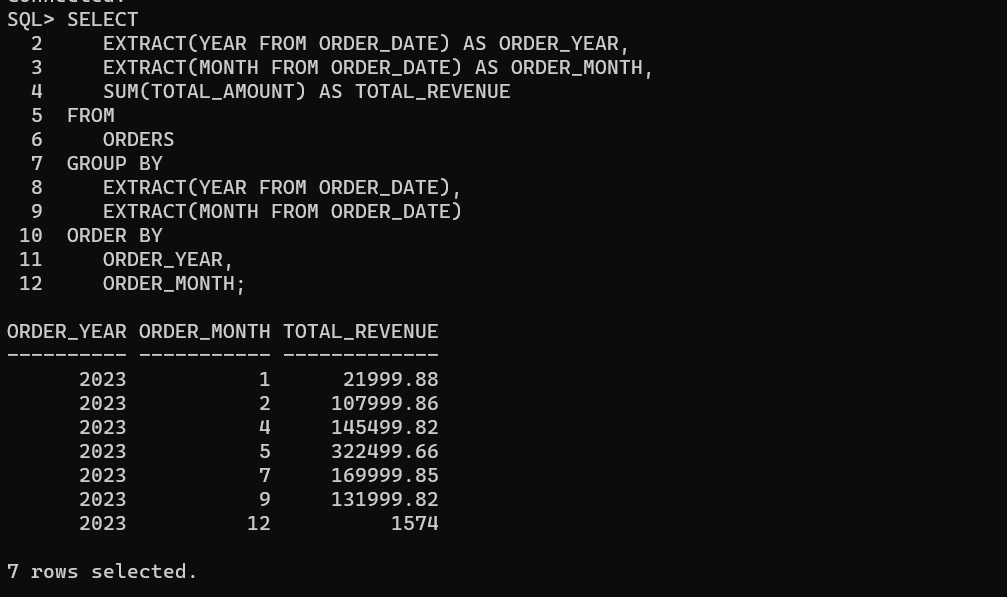 Connected.
SQL> SELECT
  2     EXTRACT(YEAR FROM ORDER_DATE) AS ORDER_YEAR,
  3     EXTRACT(MONTH FROM ORDER_DATE) AS ORDER_MONTH,
  4     SUM(TOTAL_AMOUNT) AS TOTAL_REVENUE
  5  FROM
  6     ORDERS
  7  GROUP BY
  8     EXTRACT(YEAR FROM ORDER_DATE),
  9     EXTRACT(MONTH FROM ORDER_DATE)
 10  ORDER BY
 11     ORDER_YEAR,
 12     ORDER_MONTH;
ORDER_YEAR ORDER_MONTH TOTAL_REVENUE
---------- ----------- -------------
      2023           1      21999.88
      2023           2     107999.86
      2023           4     145499.82
      2023           5     322499.66
      2023           7     169999.85
      2023           9     131999.82
      2023          12          1574
7 rows selected.